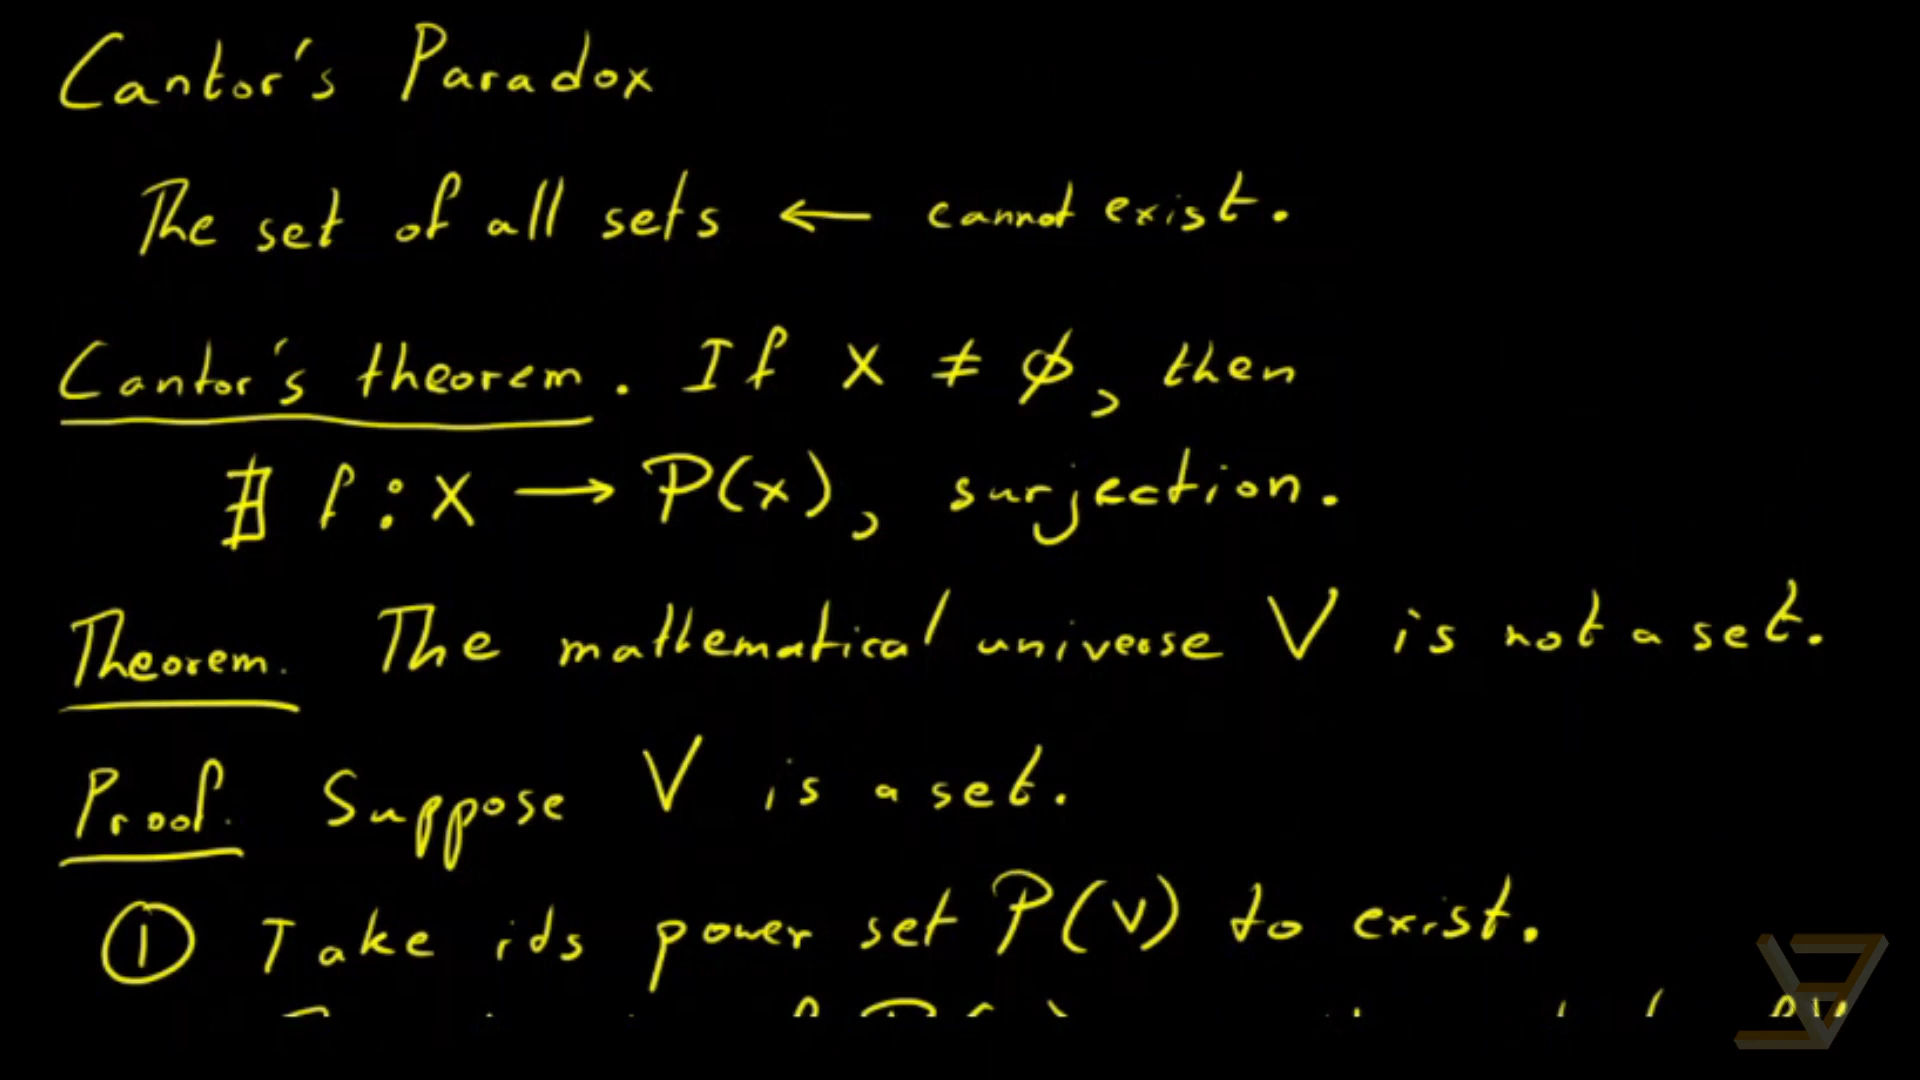 Cantor's Paradox
The set of all sets ← cannot exist.
Cantor's theorem. If X ≠ ∅, then
∄ f : X → P(x), surjection.
Theorem. The mathematical universe V is not a set.
Proof. Suppose V is a set.
① Take its power set P(V) to exist.